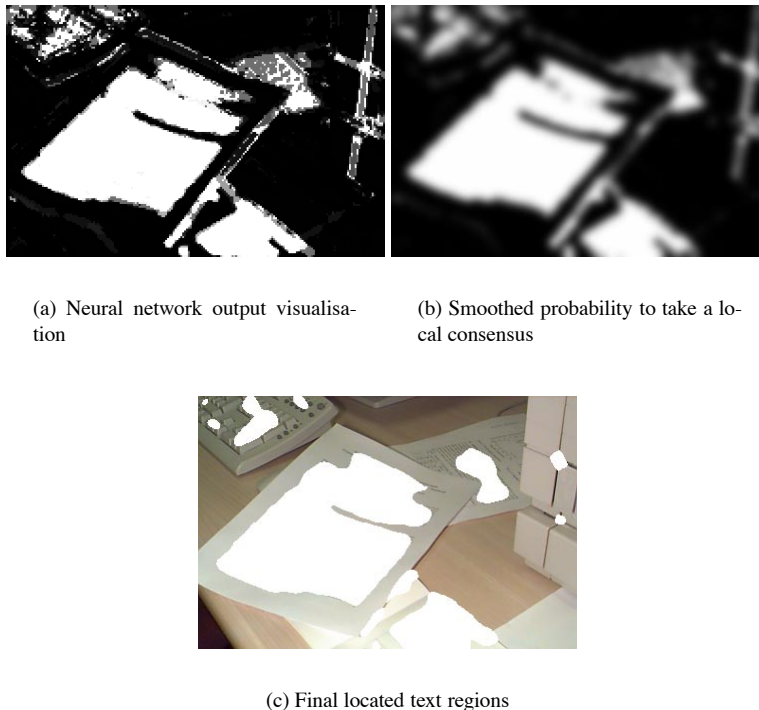 (a) Neural network output visualisa-
tion
(b) Smoothed probability to take a lo-
cal consensus
(c) Final located text regions